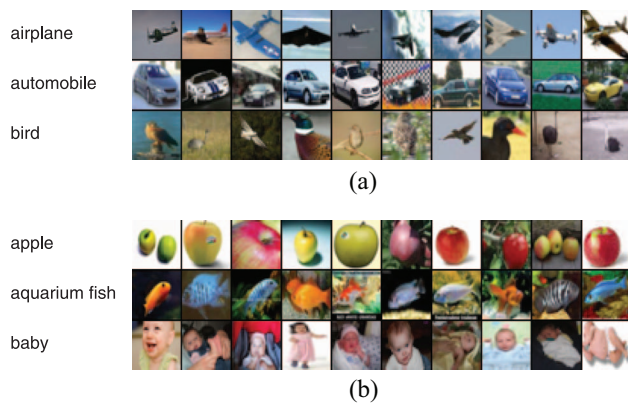 airplane
automobile
bird
(a)
apple
aquarium fish
baby
(b)